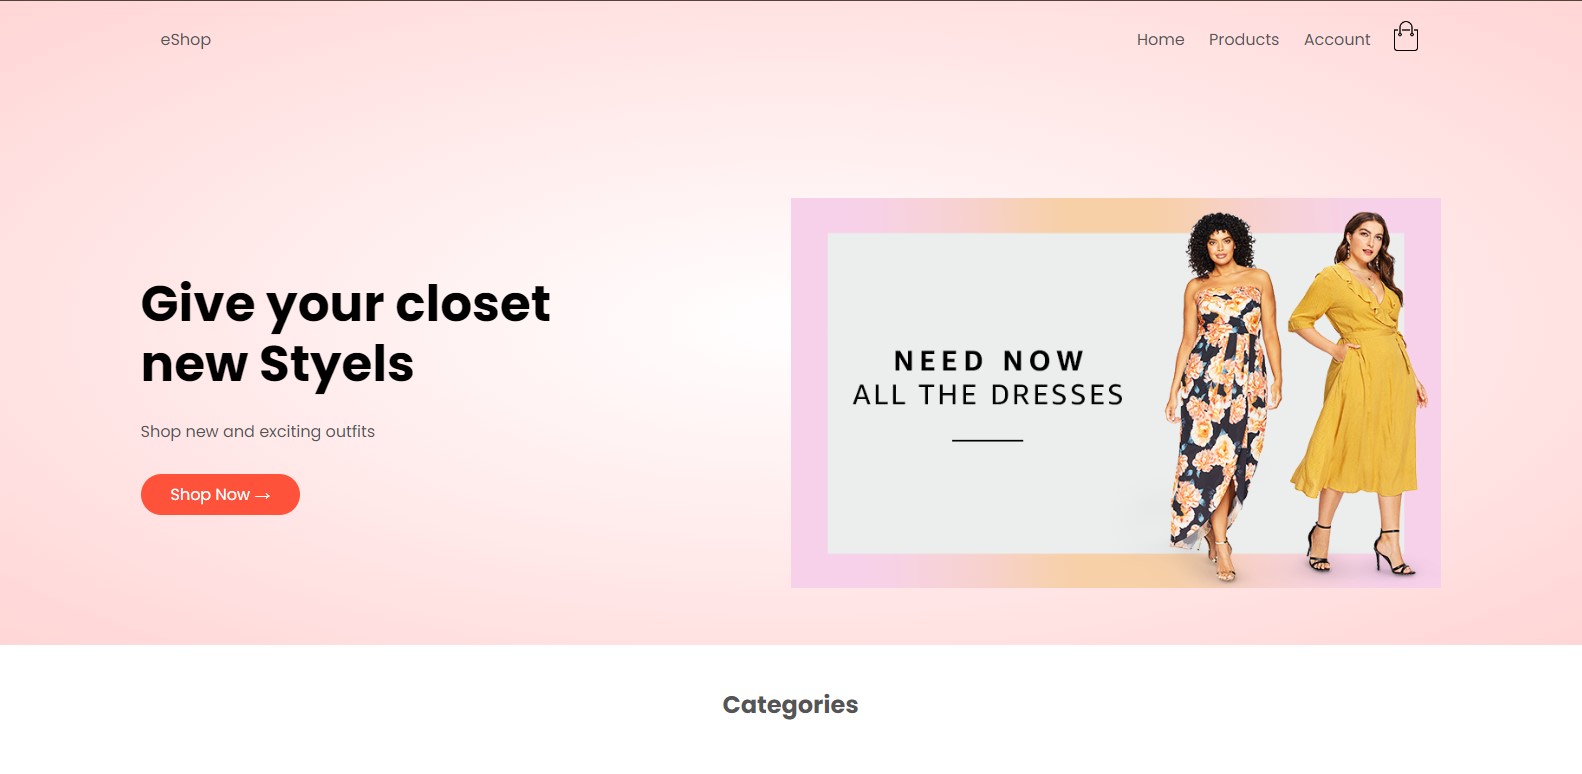 eShop
Home Products Account
Give your closet
new Styels
Shop new and exciting outfits
Shop Now →
NEED NOW
ALL THE DRESSES
Categories